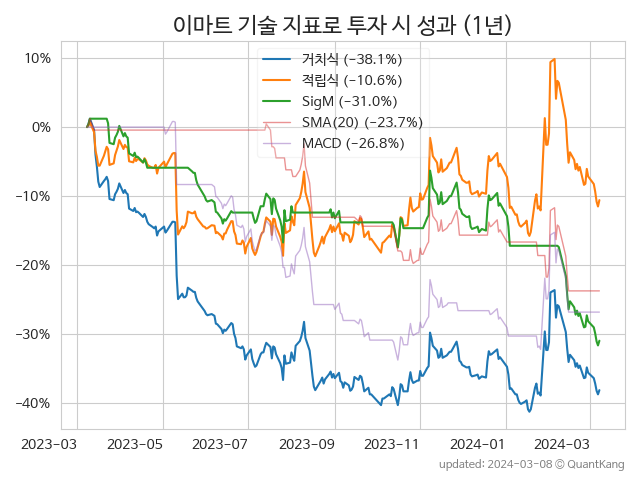 이마트 기술 지표로 투자 시 성과 (1년)
거치식 (−38.1%)
적립식 (−10.6%)
SigM (−31.0%)
SMA(20) (−23.7%)
MACD (−26.8%)
10%
0%
−10%
−20%
−30%
−40%
2023-03
2023-05
2023-07
2023-09
2023-11
2024-01
2024-03
updated: 2024-03-08 ⓒ QuantKang